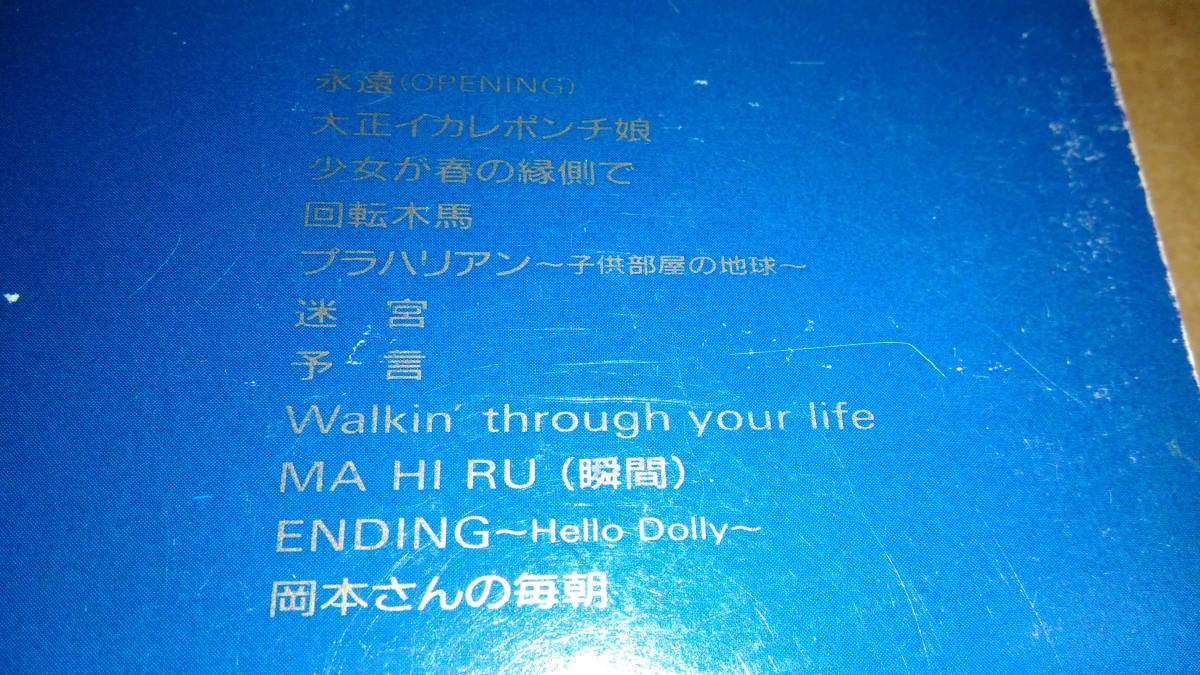 永遠(OPENING)
大正イカレポンチ娘
少女が春の縁側で
回転木馬
プラハリアン～子供部屋の地球～
迷 宮
予 言
Walkin' through your life
MA HI RU (瞬間)
ENDING～Hello Dolly～
岡本さんの毎朝